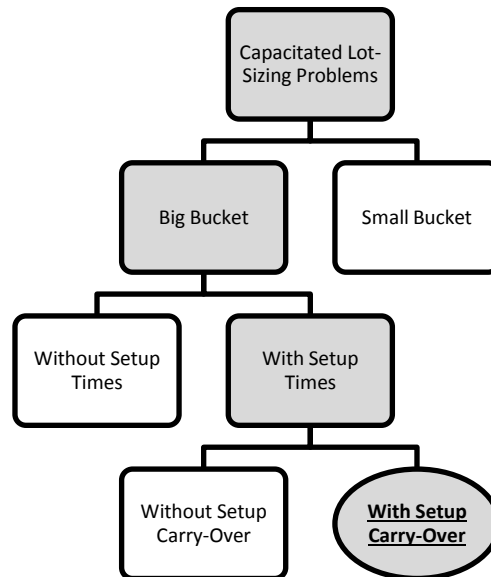 Capacitated Lot-
Sizing Problems
Big Bucket
Small Bucket
Without Setup
Times
With Setup
Times
Without Setup
Carry-Over
With Setup
Carry-Over